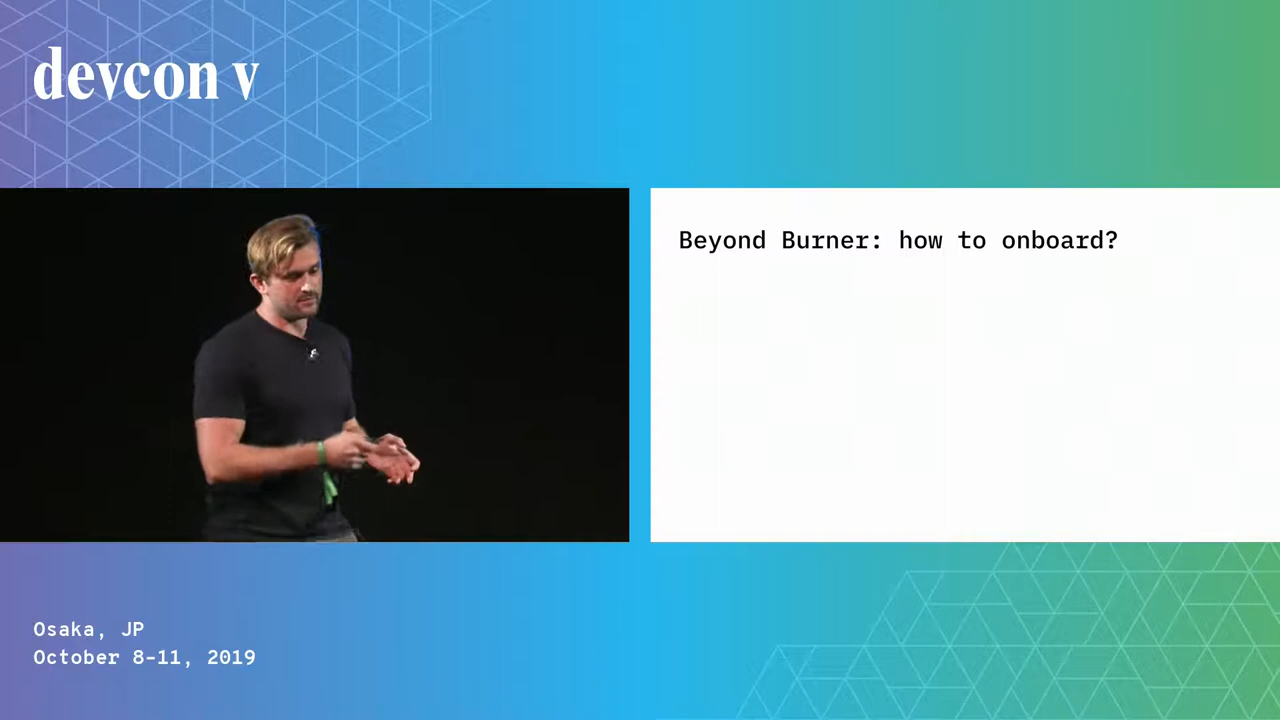 devcon v
Beyond Burner: how to onboard?
Osaka, JP
October 8-11, 2019